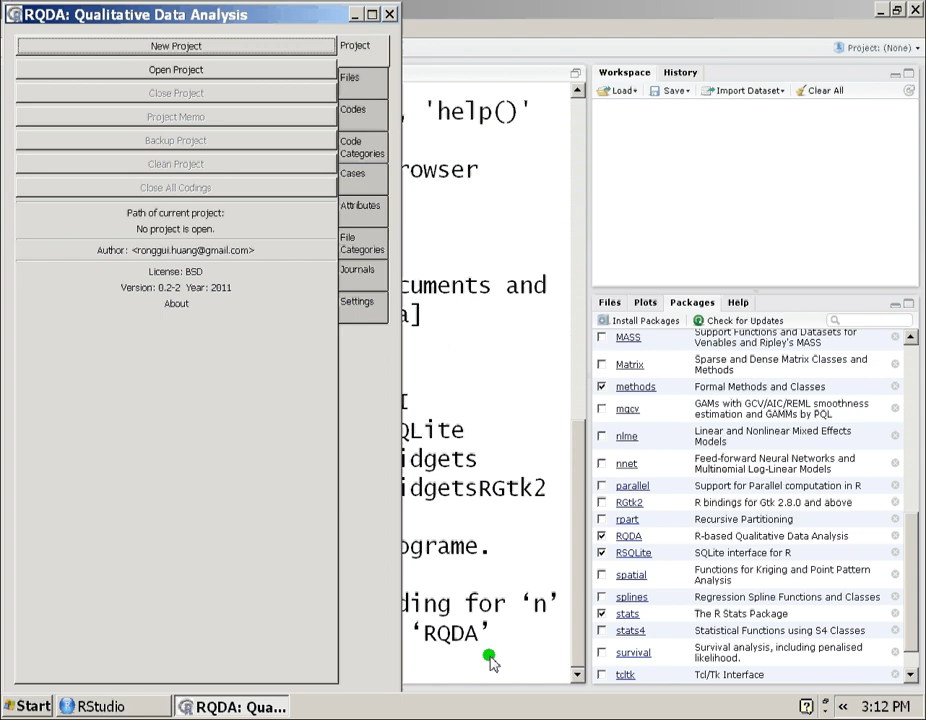 RQDA: Qualitative Data Analysis
New Project
Open Project
Close Project
Project Memo
Backup Project
Clean Project
Close All Codings
Path of current project:
No project is open.
Author: <ronggui.huang@gmail.com>
License: BSD
Version: 0.2-2 Year: 2011
About
Project
Files
Codes
Code
Categories
Cases
Attributes
File
Categories
Journals
Settings
, 'help()'
rowser
cuments and
a]
QLite
idgets
idgetsRGtk2
ograme.
ding for ‘n’
‘RQDA’
Project: (None)
Workspace History
Load Save Import Dataset Clear All
Files Plots Packages Help
Install Packages Check for Updates
MASS Support Functions and Datasets for
Venables and Ripley's MASS
Matrix Sparse and Dense Matrix Classes and
Methods
methods Formal Methods and Classes
mgcv GAMs with GCV/AIC/REML smoothness
estimation and GAMMs by PQL
nlme Linear and Nonlinear Mixed Effects
Models
nnet Feed-forward Neural Networks and
Multinomial Log-Linear Models
parallel Support for Parallel computation in R
RGtk2 R bindings for Gtk 2.8.0 and above
rpart Recursive Partitioning
RQDA R-based Qualitative Data Analysis
RSQLite SQLite interface for R
spatial Functions for Kriging and Point Pattern
Analysis
splines Regression Spline Functions and Classes
stats The R Stats Package
stats4 Statistical Functions using S4 Classes
survival Survival analysis, including penalised
likelihood.
tcltk Tcl/Tk Interface
Start RStudio RQDA: Qua... 3:12 PM